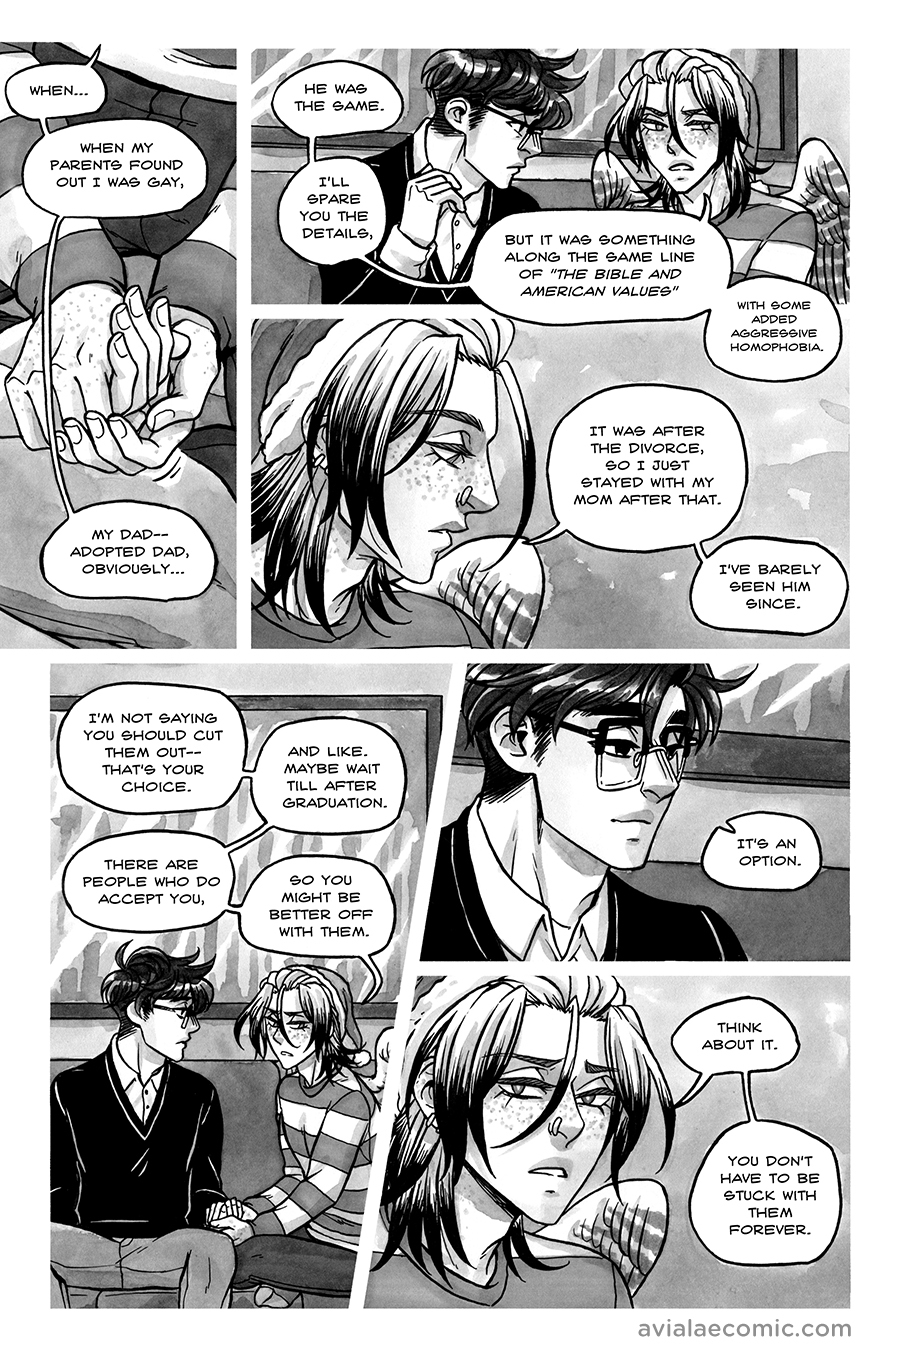 WHEN...
WHEN MY
PARENTS FOUND
OUT I WAS GAY,
MY DAD--
ADOPTED DAD,
OBVIOUSLY...
HE WAS
THE SAME.
I'LL
SPARE
YOU THE
DETAILS,
BUT IT WAS SOMETHING
ALONG THE SAME LINE
OF "THE BIBLE AND
AMERICAN VALUES"
WITH SOME
ADDED
AGGRESSIVE
HOMOPHOBIA.
IT WAS AFTER
THE DIVORCE,
SO I JUST
STAYED WITH MY
MOM AFTER THAT.
I'VE BARELY
SEEN HIM
SINCE.
I'M NOT SAYING
YOU SHOULD CUT
THEM OUT--
THAT'S YOUR
CHOICE.
AND LIKE.
MAYBE WAIT
TILL AFTER
GRADUATION.
THERE ARE
PEOPLE WHO DO
ACCEPT YOU,
SO YOU
MIGHT BE
BETTER OFF
WITH THEM.
IT'S AN
OPTION.
THINK
ABOUT IT.
YOU DON'T
HAVE TO BE
STUCK WITH
THEM
FOREVER.
avialaecomic.com